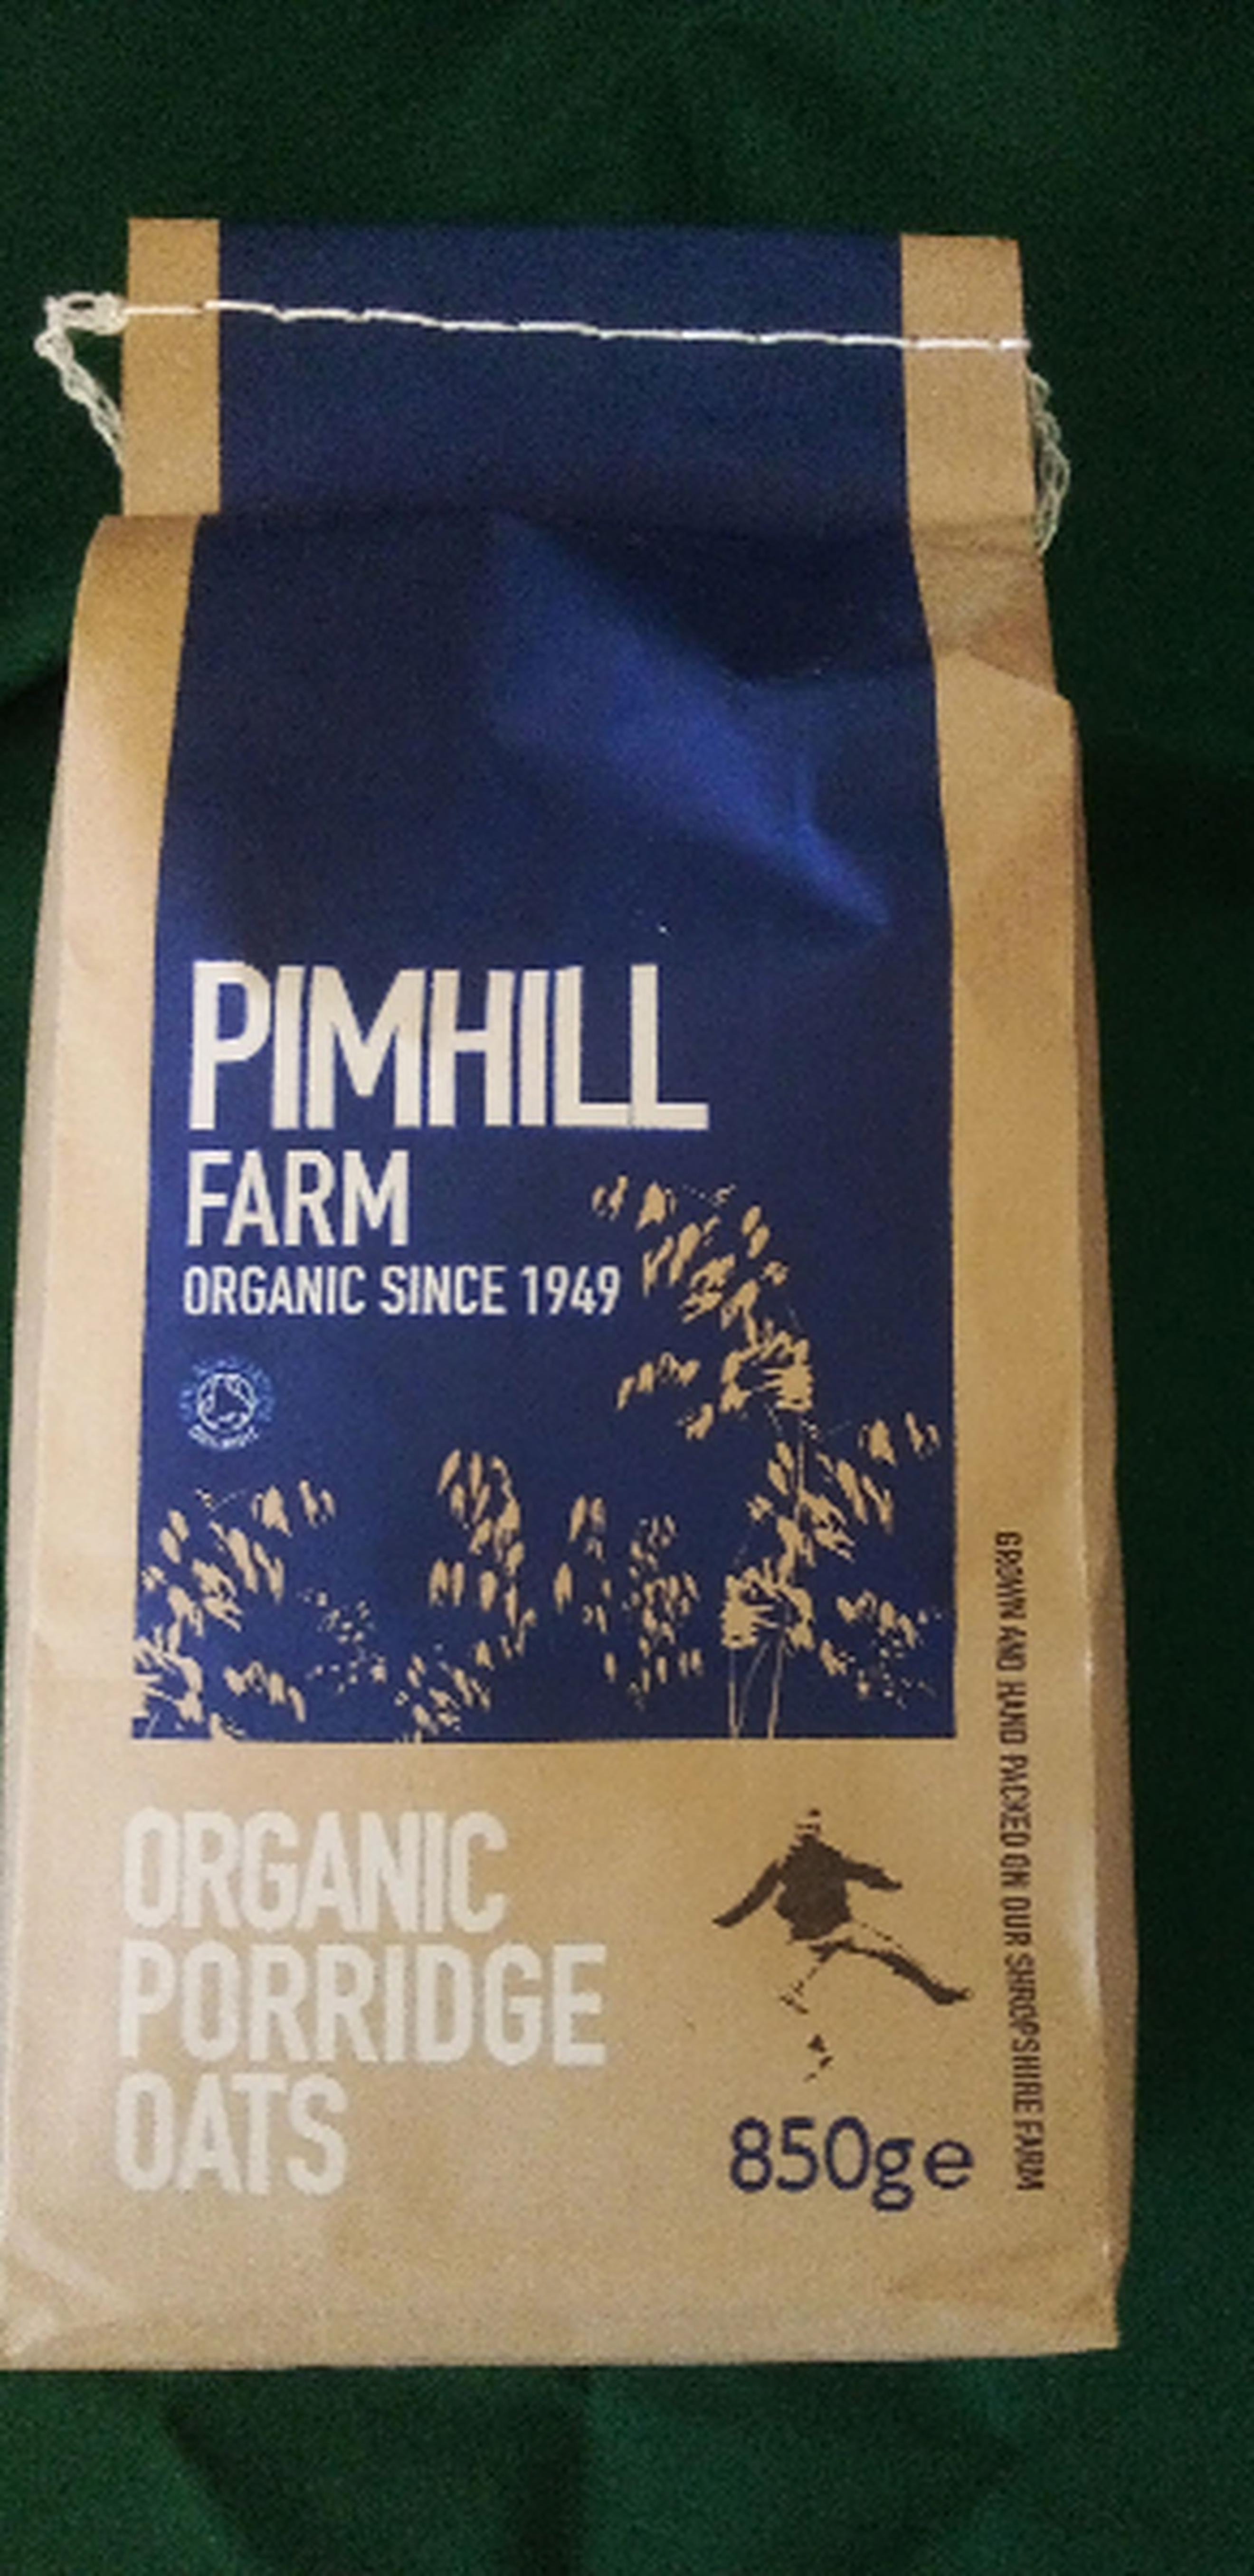 PIMHILL
FARM
ORGANIC SINCE 1949
ORGANIC
PORRIDGE
OATS
850g e
GROWN AND HAND PACKED ON OUR SHROPSHIRE FARM